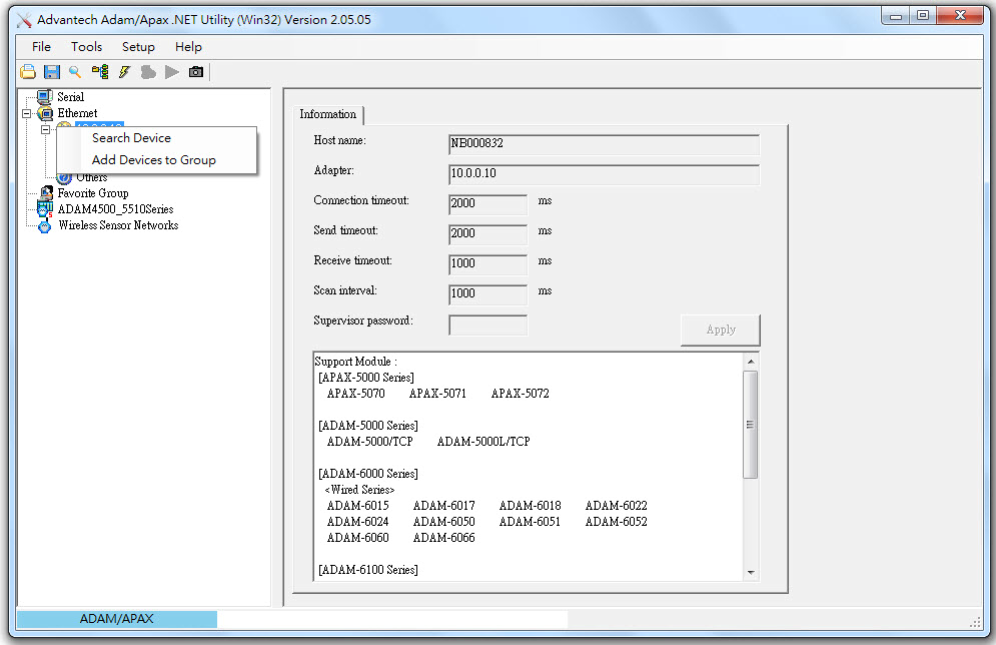 Advantech Adam/Apax .NET Utility (Win32) Version 2.05.05
File Tools Setup Help
Serial
Ethernet
Search Device
Add Devices to Group
Others
Favorite Group
ADAM4500_5510Series
Wireless Sensor Networks
Information
Host name: NB000832
Adapter: 10.0.0.10
Connection timeout: 2000 ms
Send timeout: 2000 ms
Receive timeout: 1000 ms
Scan interval: 1000 ms
Supervisor password:
Apply
Support Module :
[APAX-5000 Series]
APAX-5070 APAX-5071 APAX-5072
[ADAM-5000 Series]
ADAM-5000/TCP ADAM-5000L/TCP
[ADAM-6000 Series]
<Wired Series>
ADAM-6015 ADAM-6017 ADAM-6018 ADAM-6022
ADAM-6024 ADAM-6050 ADAM-6051 ADAM-6052
ADAM-6060 ADAM-6066
[ADAM-6100 Series]
ADAM/APAX